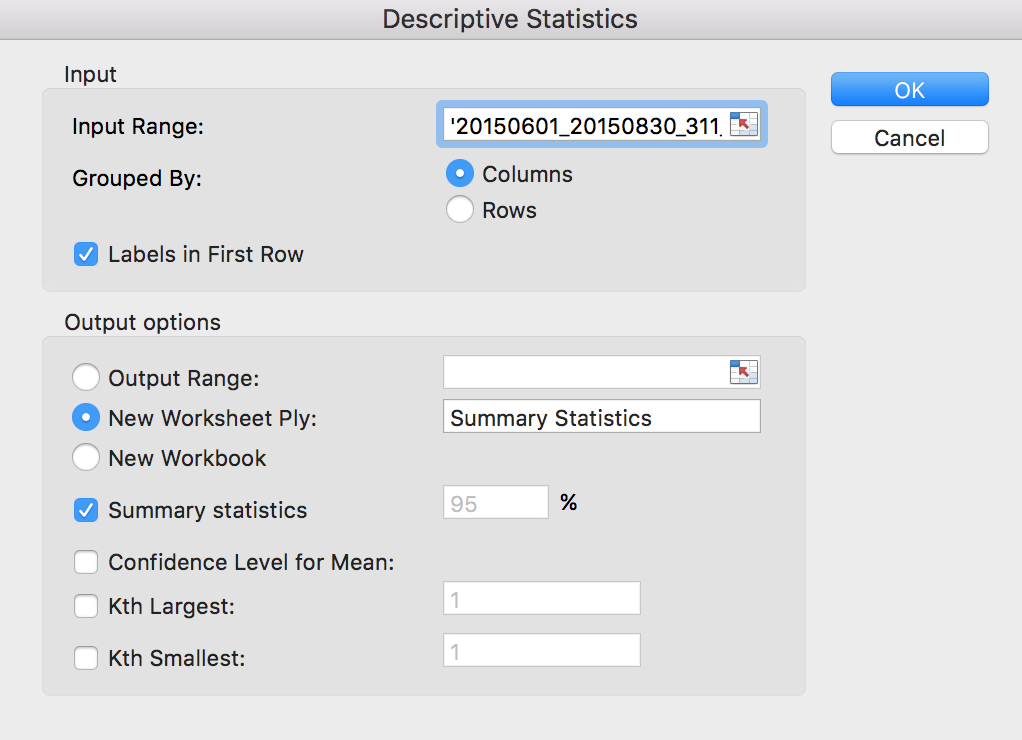 Descriptive Statistics
Input
OK
Input Range: '20150601_20150830_311_
Cancel
Grouped By: Columns
Rows
Labels in First Row
Output options
Output Range:
New Worksheet Ply: Summary Statistics
New Workbook
Summary statistics 95 %
Confidence Level for Mean:
Kth Largest: 1
Kth Smallest: 1